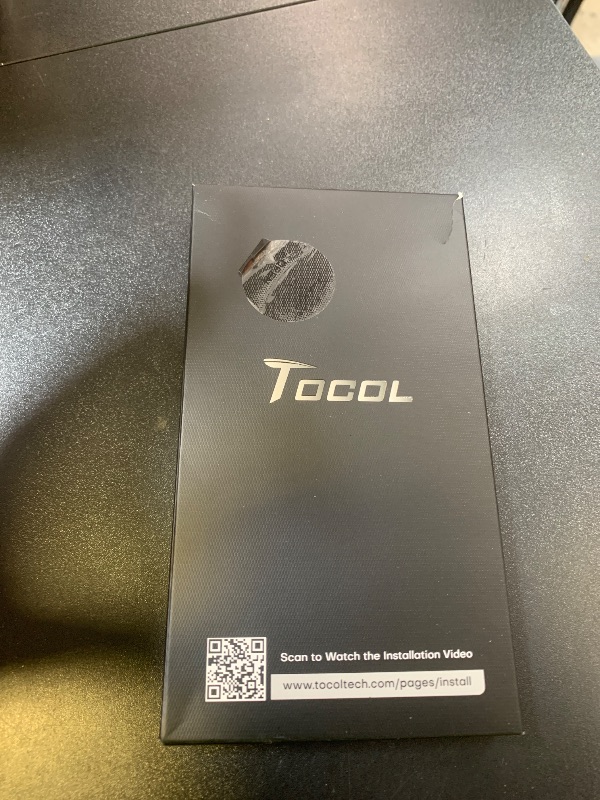 TOCOL
Scan to Watch the Installation Video
www.tocoltech.com/pages/install